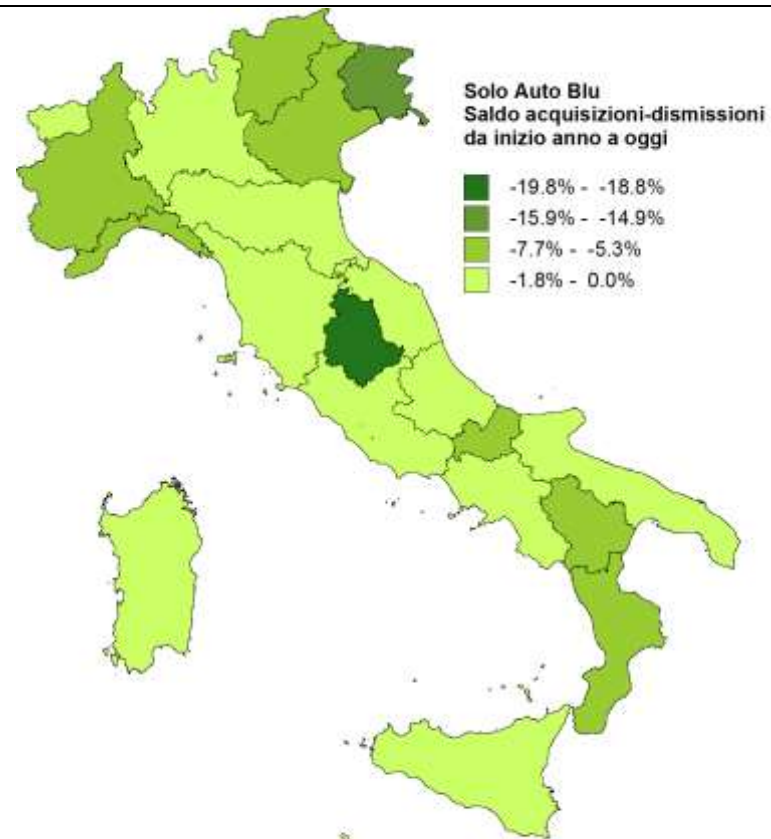 Solo Auto Blu
Saldo acquisizioni-dismissioni
da inizio anno a oggi
-19.8% - -18.8%
-15.9% - -14.9%
-7.7% - -5.3%
-1.8% - 0.0%